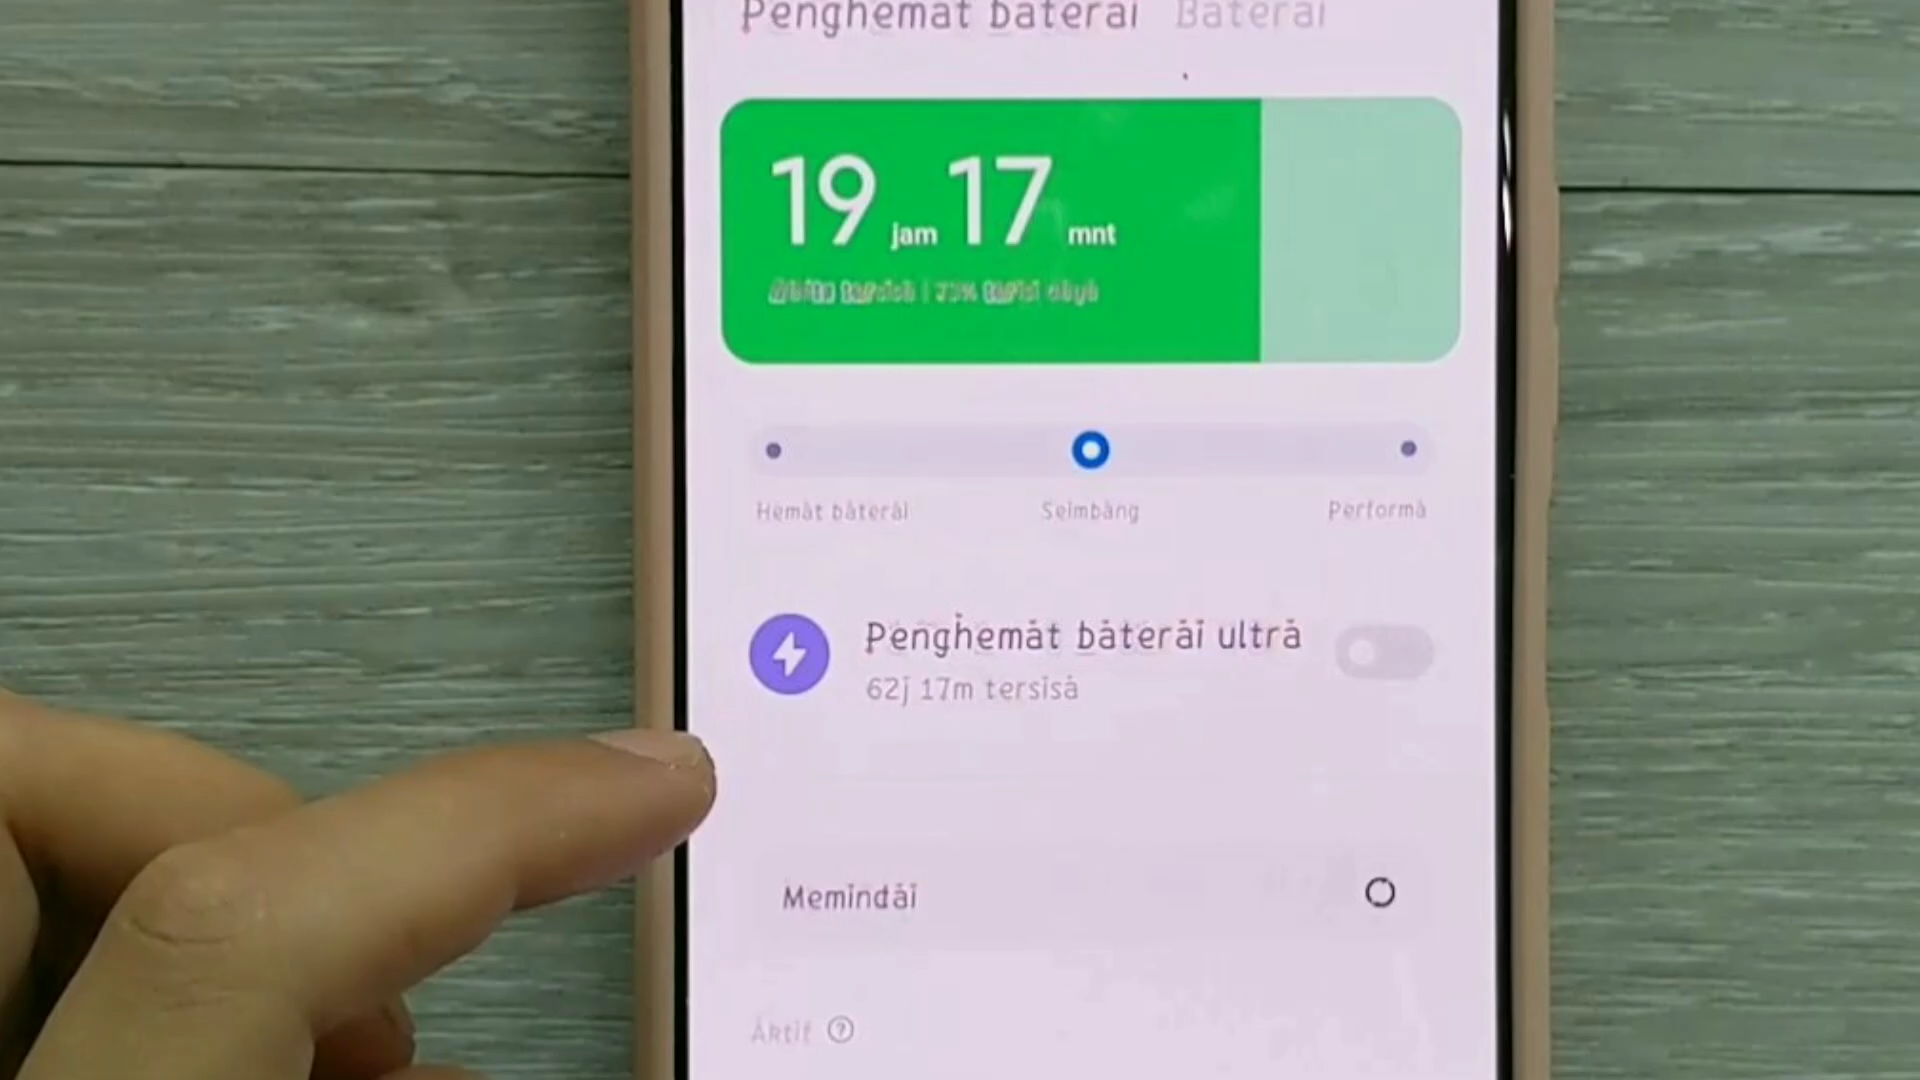 Penghemat baterai Baterai
19 jam 17 mnt
Hemat baterai Seimbang Performa
Penghemat baterai ultra
62j 17m tersisa
Memindai
Aktif